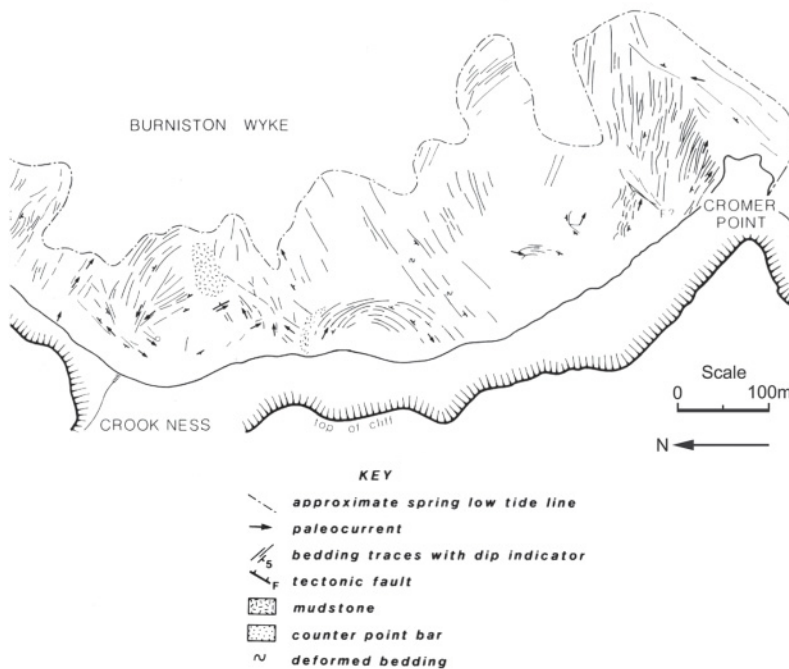 BURNISTON WYKE
F?
CROMER
POINT
CROOK NESS
top of cliff
Scale
0 100m
N
KEY
approximate spring low tide line
paleocurrent
5
bedding traces with dip indicator
F
tectonic fault
mudstone
counter point bar
deformed bedding